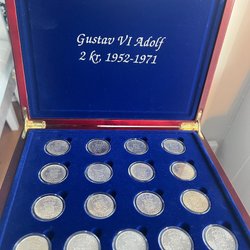 Gustav VI Adolf
2 kr, 1952-1971